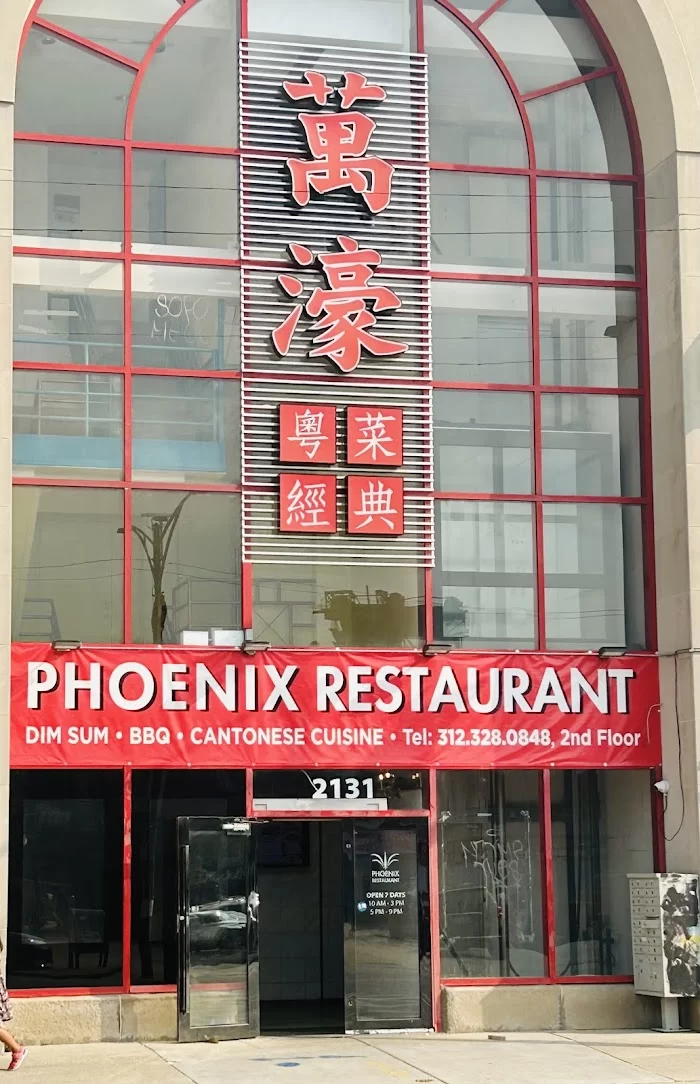 萬
濠
粵菜
經典
SOFO
PHOENIX RESTAURANT
DIM SUM • BBQ • CANTONESE CUISINE • Tel: 312.328.0848, 2nd Floor
2131
PHOENIX
RESTAURANT
OPEN 7 DAYS
10 AM - 3 PM
5 PM - 9 PM